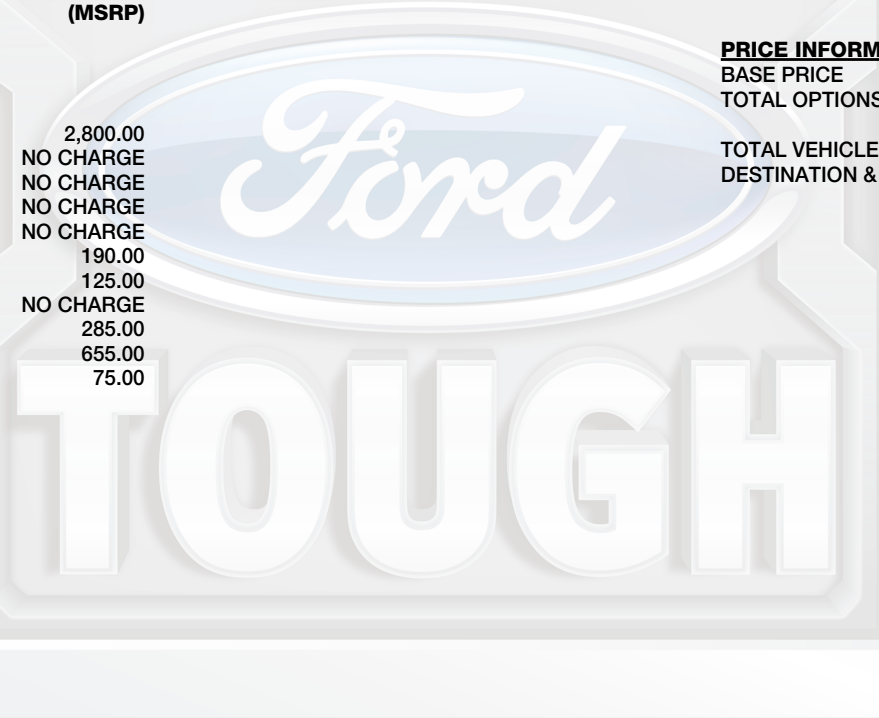 (MSRP)
2,800.00
NO CHARGE
NO CHARGE
NO CHARGE
NO CHARGE
190.00
125.00
NO CHARGE
285.00
655.00
75.00
PRICE INFORM
BASE PRICE
TOTAL OPTIONS
TOTAL VEHICLE
DESTINATION &
Ford
TOUGH